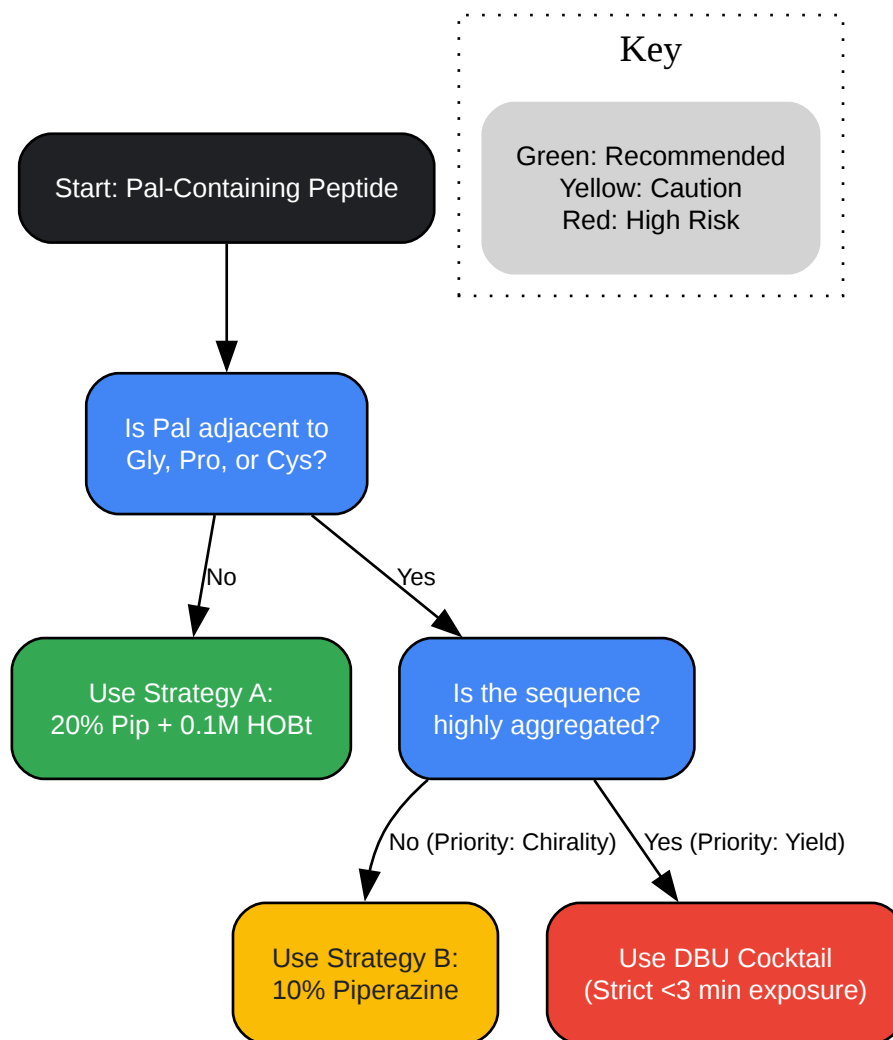 Key
Green: Recommended
Yellow: Caution
Red: High Risk
Start: Pal-Containing Peptide
Is Pal adjacent to
Gly, Pro, or Cys?
No
Yes
Use Strategy A:
20% Pip + 0.1M HOBt
Is the sequence
highly aggregated?
No (Priority: Chirality)
Yes (Priority: Yield)
Use Strategy B:
10% Piperazine
Use DBU Cocktail
(Strict <3 min exposure)